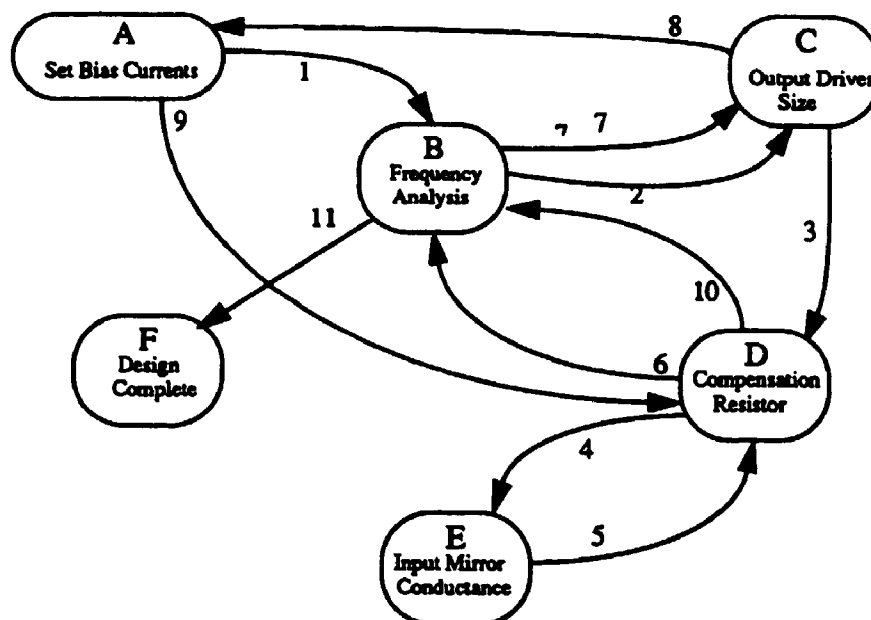 A
Set Bias Currents
8
C
Output Driver
Size
1
9
7 7
B
Frequency
Analysis
2
3
11
10
F
Design
Complete
6
D
Compensation
Resistor
4
E
Input Mirror
Conductance
5